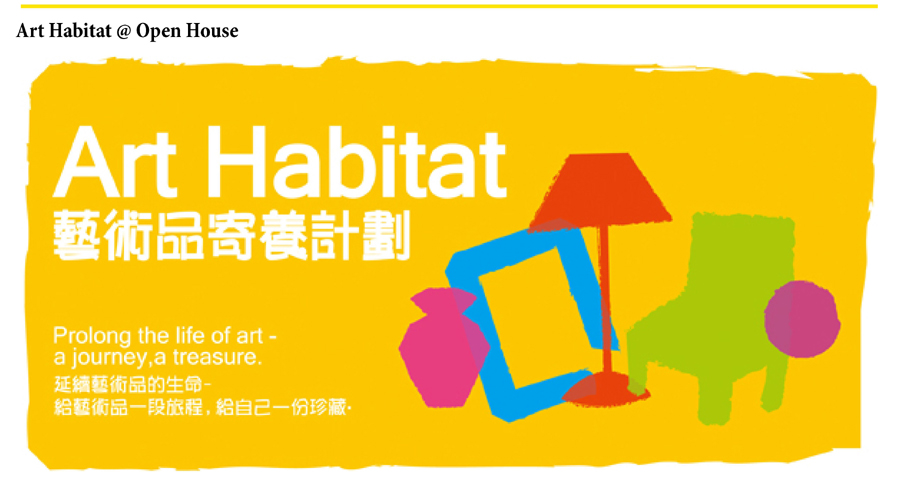 Art Habitat @ Open House
Art Habitat
藝術品寄養計劃
Prolong the life of art -
a journey,a treasure.
延續藝術品的生命-
給藝術品一段旅程,給自己一份珍藏·